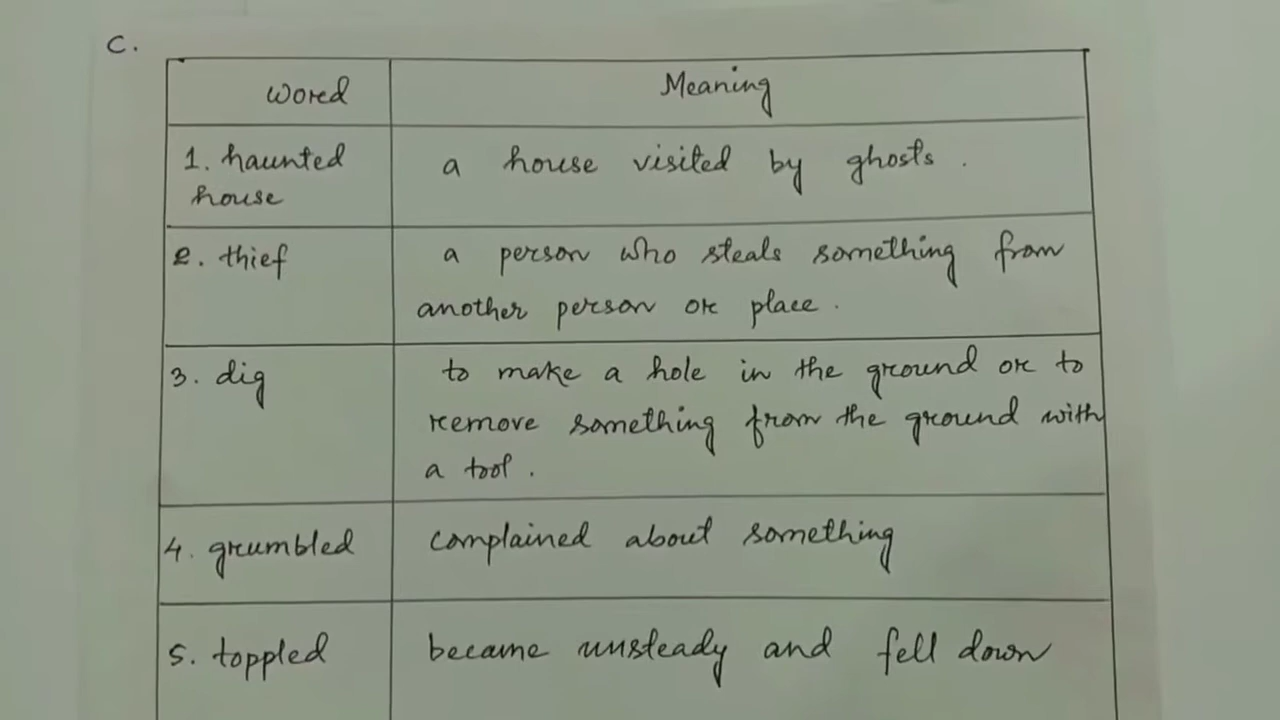 C.
Word Meaning
1. haunted a house visited by ghosts.
house
2. thief a person who steals something from
another person or place.
3. dig to make a hole in the ground or to
remove something from the ground with
a tool.
4. grumbled complained about something
5. toppled became unsteady and fell down